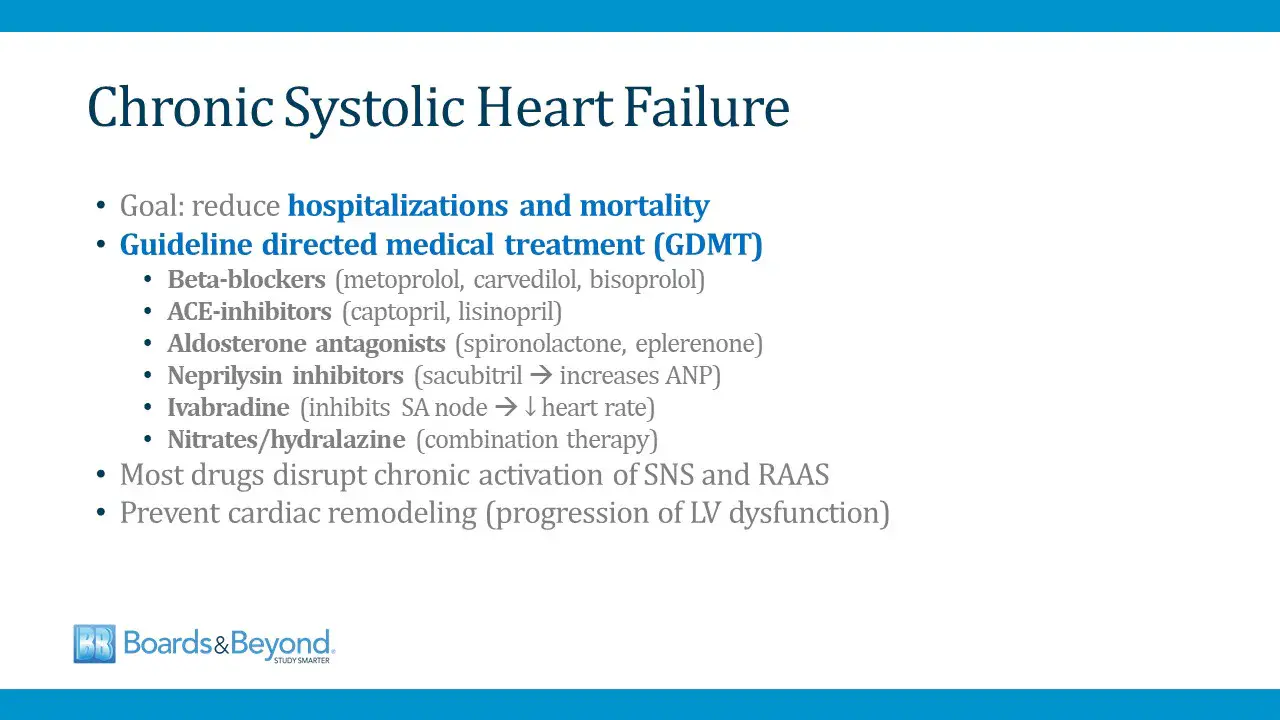 Chronic Systolic Heart Failure
• Goal: reduce hospitalizations and mortality
• Guideline directed medical treatment (GDMT)
• Beta-blockers (metoprolol, carvedilol, bisoprolol)
• ACE-inhibitors (captopril, lisinopril)
• Aldosterone antagonists (spironolactone, eplerenone)
• Neprilysin inhibitors (sacubitril → increases ANP)
• Ivabradine (inhibits SA node → ↓ heart rate)
• Nitrates/hydralazine (combination therapy)
• Most drugs disrupt chronic activation of SNS and RAAS
• Prevent cardiac remodeling (progression of LV dysfunction)
BB Boards&Beyond.
STUDY SMARTER